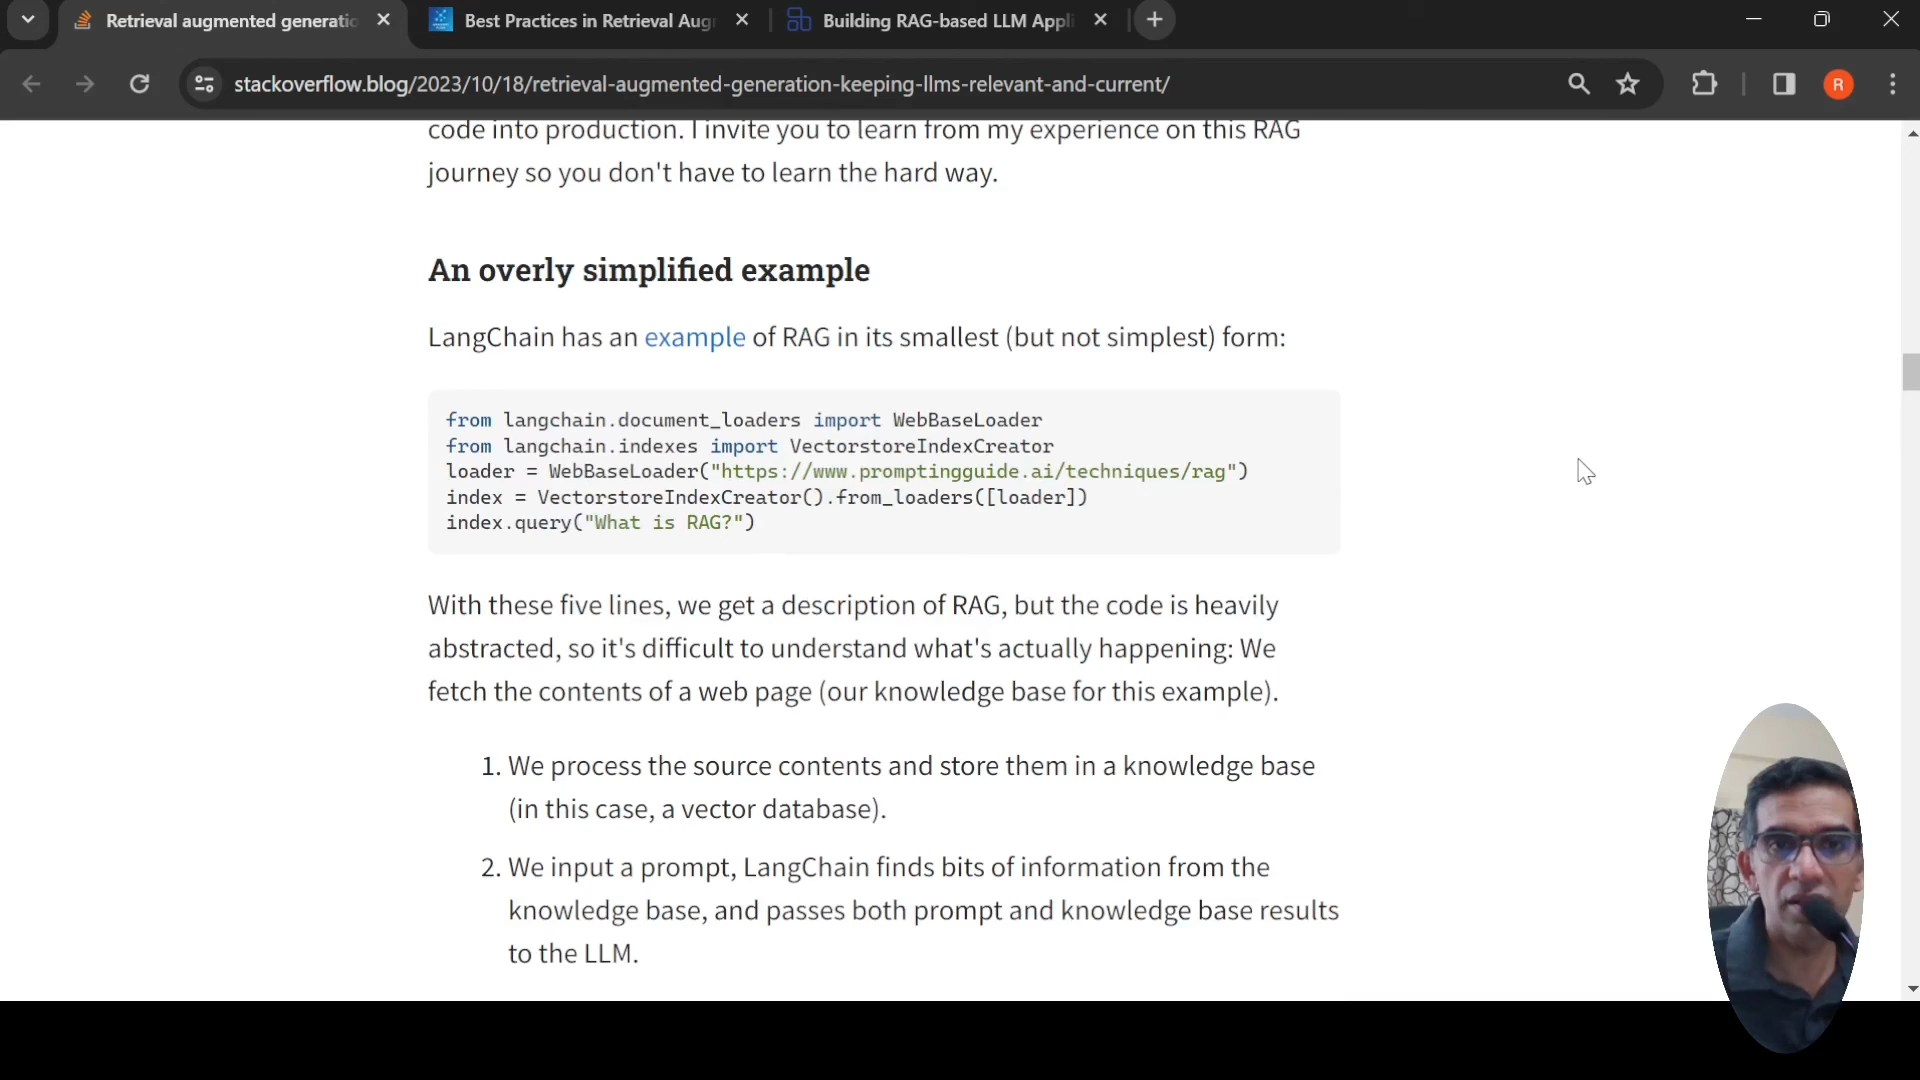 Retrieval augmented generatio
Best Practices in Retrieval Aug
Building RAG-based LLM Appli
stackoverflow.blog/2023/10/18/retrieval-augmented-generation-keeping-llms-relevant-and-current/
R
code into production. I invite you to learn from my experience on this RAG
journey so you don't have to learn the hard way.
An overly simplified example
LangChain has an example of RAG in its smallest (but not simplest) form:
from langchain.document_loaders import WebBaseLoader
from langchain.indexes import VectorstoreIndexCreator
loader = WebBaseLoader("https://www.promptingguide.ai/techniques/rag")
index = VectorstoreIndexCreator().from_loaders([loader])
index.query("What is RAG?")
With these five lines, we get a description of RAG, but the code is heavily
abstracted, so it's difficult to understand what's actually happening: We
fetch the contents of a web page (our knowledge base for this example).
1. We process the source contents and store them in a knowledge base
(in this case, a vector database).
2. We input a prompt, LangChain finds bits of information from the
knowledge base, and passes both prompt and knowledge base results
to the LLM.